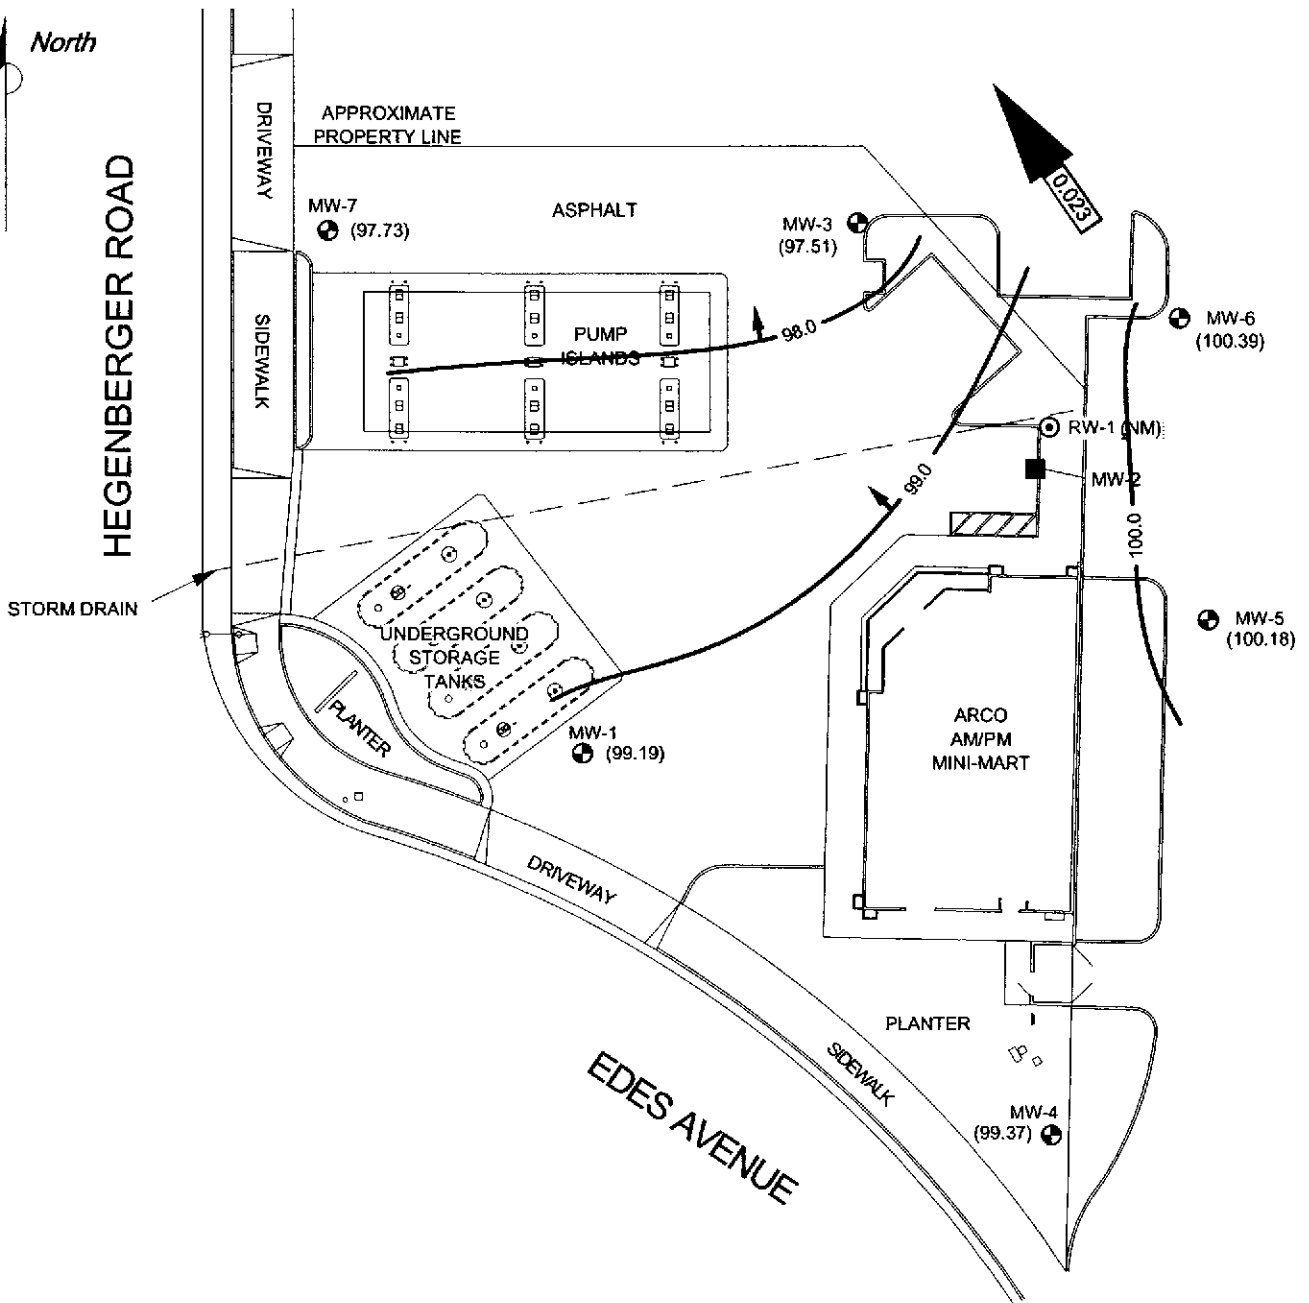 North
HEGENBERGER ROAD
DRIVEWAY
APPROXIMATE
PROPERTY LINE
ASPHALT
MW-7
(97.73)
MW-3
(97.51)
0.023
MW-6
(100.39)
SIDEWALK
PUMP
ISLANDS
98.0
RW-1 (NM)
MW-2
99.0
100.0
STORM DRAIN
UNDERGROUND
STORAGE
TANKS
MW-5
(100.18)
PLANTER
MW-1
(99.19)
ARCO
AM/PM
MINI-MART
DRIVEWAY
PLANTER
SIDEWALK
EDES AVENUE
MW-4
(99.37)